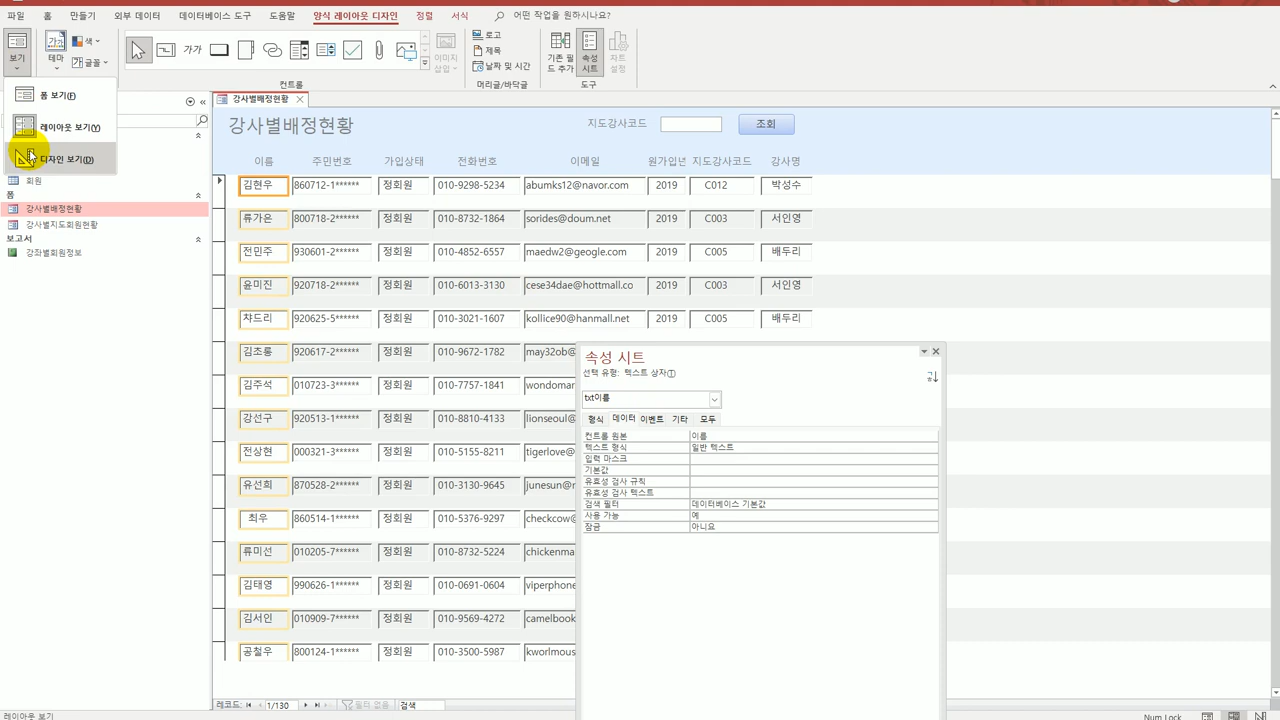 파일 홈 만들기 외부 데이터 데이터베이스 도구 도움말 양식 레이아웃 디자인 정렬 서식 어떤 작업을 원하시나요?
보기 테마 색 글꼴 가가 이미지 삽입 로고 제목 날짜 및 시간 기존 필드 추가 속성 시트 차트 설정
컨트롤 머리글/바닥글 도구
폼 보기(F)
레이아웃 보기(Y)
디자인 보기(D)
회원
폼
강사별배정현황
강사별지도회원현황
보고서
강좌별회원정보
강사별배정현황
강사별배정현황 지도강사코드 조회
이름 주민번호 가입상태 전화번호 이메일 원가입년 지도강사코드 강사명
김현우 860712-1****** 정회원 010-9298-5234 abumks12@navor.com 2019 C012 박성수
류가은 800718-2****** 정회원 010-8732-1864 sorides@doum.net 2019 C003 서인영
전민주 930601-2****** 정회원 010-4852-6557 maedw2@geogle.com 2019 C005 배두리
윤미진 920718-2****** 정회원 010-6013-3130 cese34dae@hottmall.co 2019 C003 서인영
챠드리 920625-5****** 정회원 010-3021-1607 kollice90@hanmall.net 2019 C005 배두리
김조롱 920617-2****** 정회원 010-9672-1782 may32ob@
김주석 010723-3****** 정회원 010-7757-1841 wondoman
강선구 920513-1****** 정회원 010-8810-4133 lionseoul@
전상현 000321-3****** 정회원 010-5155-8211 tigerlove@
유선희 870528-2****** 정회원 010-3130-9645 junesun@
최우 860514-1****** 정회원 010-5376-9297 checkcow@
류미선 010205-7****** 정회원 010-8732-5224 chickenma
김태영 990626-1****** 정회원 010-0691-0604 viperphone
김서인 010909-7****** 정회원 010-9569-4272 camelbook
공철우 800124-1****** 정회원 010-3500-5987 kworlmous
속성 시트
선택 유형: 텍스트 상자(T)
txt이름
형식 데이터 이벤트 기타 모두
컨트롤 원본 이름
텍스트 형식 일반 텍스트
입력 마스크
기본값
유효성 검사 규칙
유효성 검사 텍스트
검색 필터 데이터베이스 기본값
사용 가능 예
잠금 아니요
레코드: 1/130 필터 없음 검색
레이아웃 보기 Num Lock